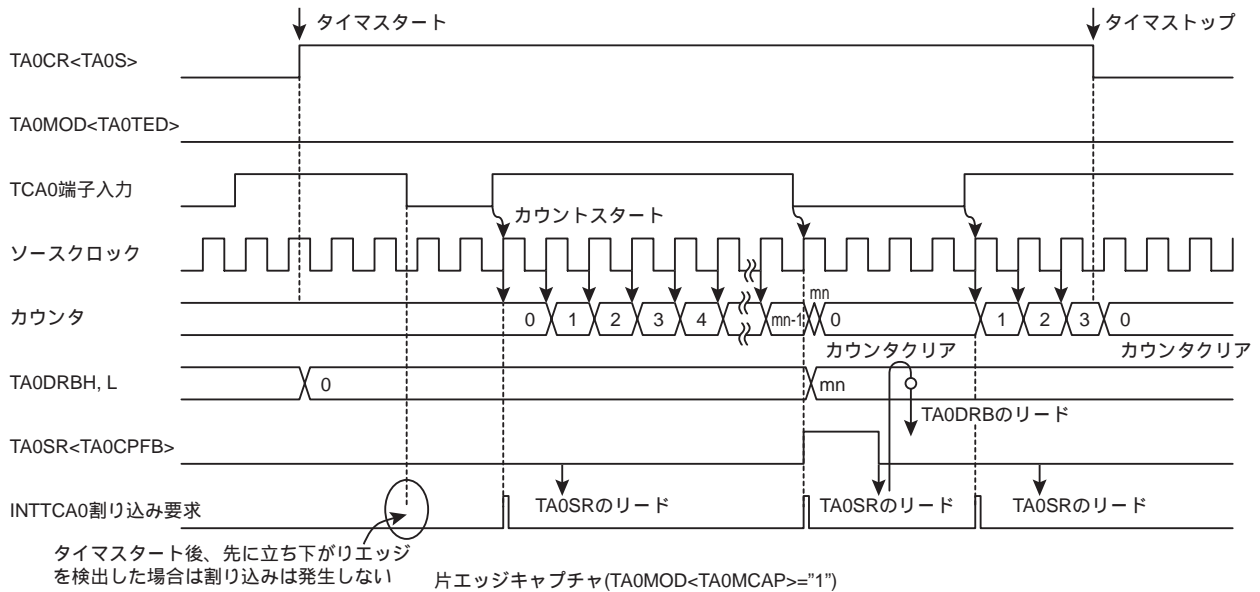 タイマスタート
タイマストップ
TA0CR<TA0S>
TA0MOD<TA0TED>
TCA0端子入力
カウントスタート
ソースクロック
mn
カウンタ
0 1 2 3 4 mn-1 0 1 2 3 0
カウンタクリア
カウンタクリア
TA0DRBH, L
0
mn
TA0DRBのリード
TA0SR<TA0CPFB>
TA0SRのリード
TA0SRのリード
TA0SRのリード
INTTCA0割り込み要求
タイマスタート後、先に立ち下がりエッジ
を検出した場合は割り込みは発生しない
片エッジキャプチャ(TA0MOD<TA0MCAP>="1")